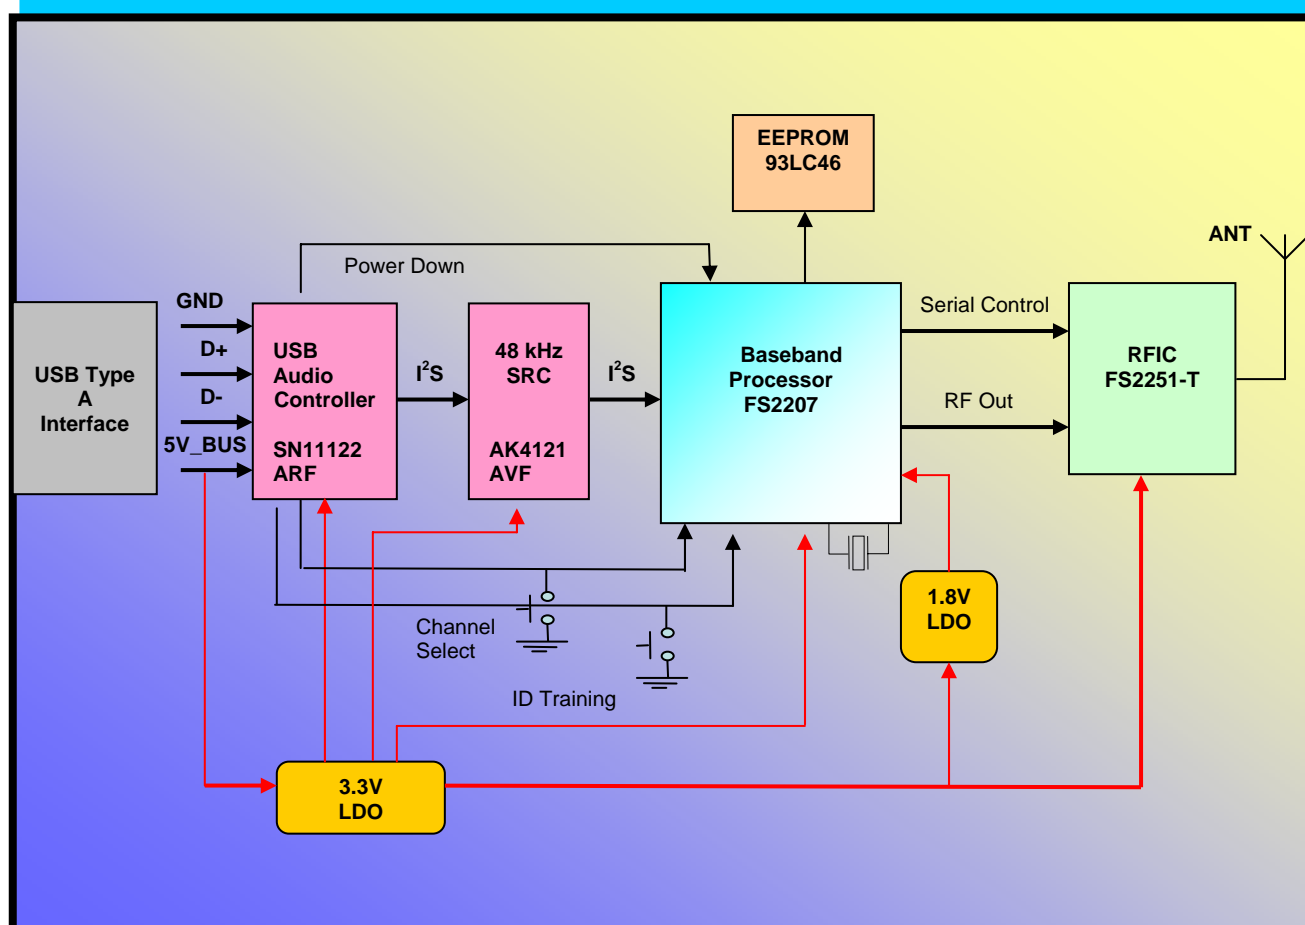 EEPROM
93LC46
ANT
Power Down
GND
D+
D-
5V_BUS
USB Type
A
Interface
USB
Audio
Controller
SN11122
ARF
I²S
48 kHz
SRC
AK4121
AVF
I²S
Baseband
Processor
FS2207
Serial Control
RF Out
RFIC
FS2251-T
Channel
Select
ID Training
1.8V
LDO
3.3V
LDO